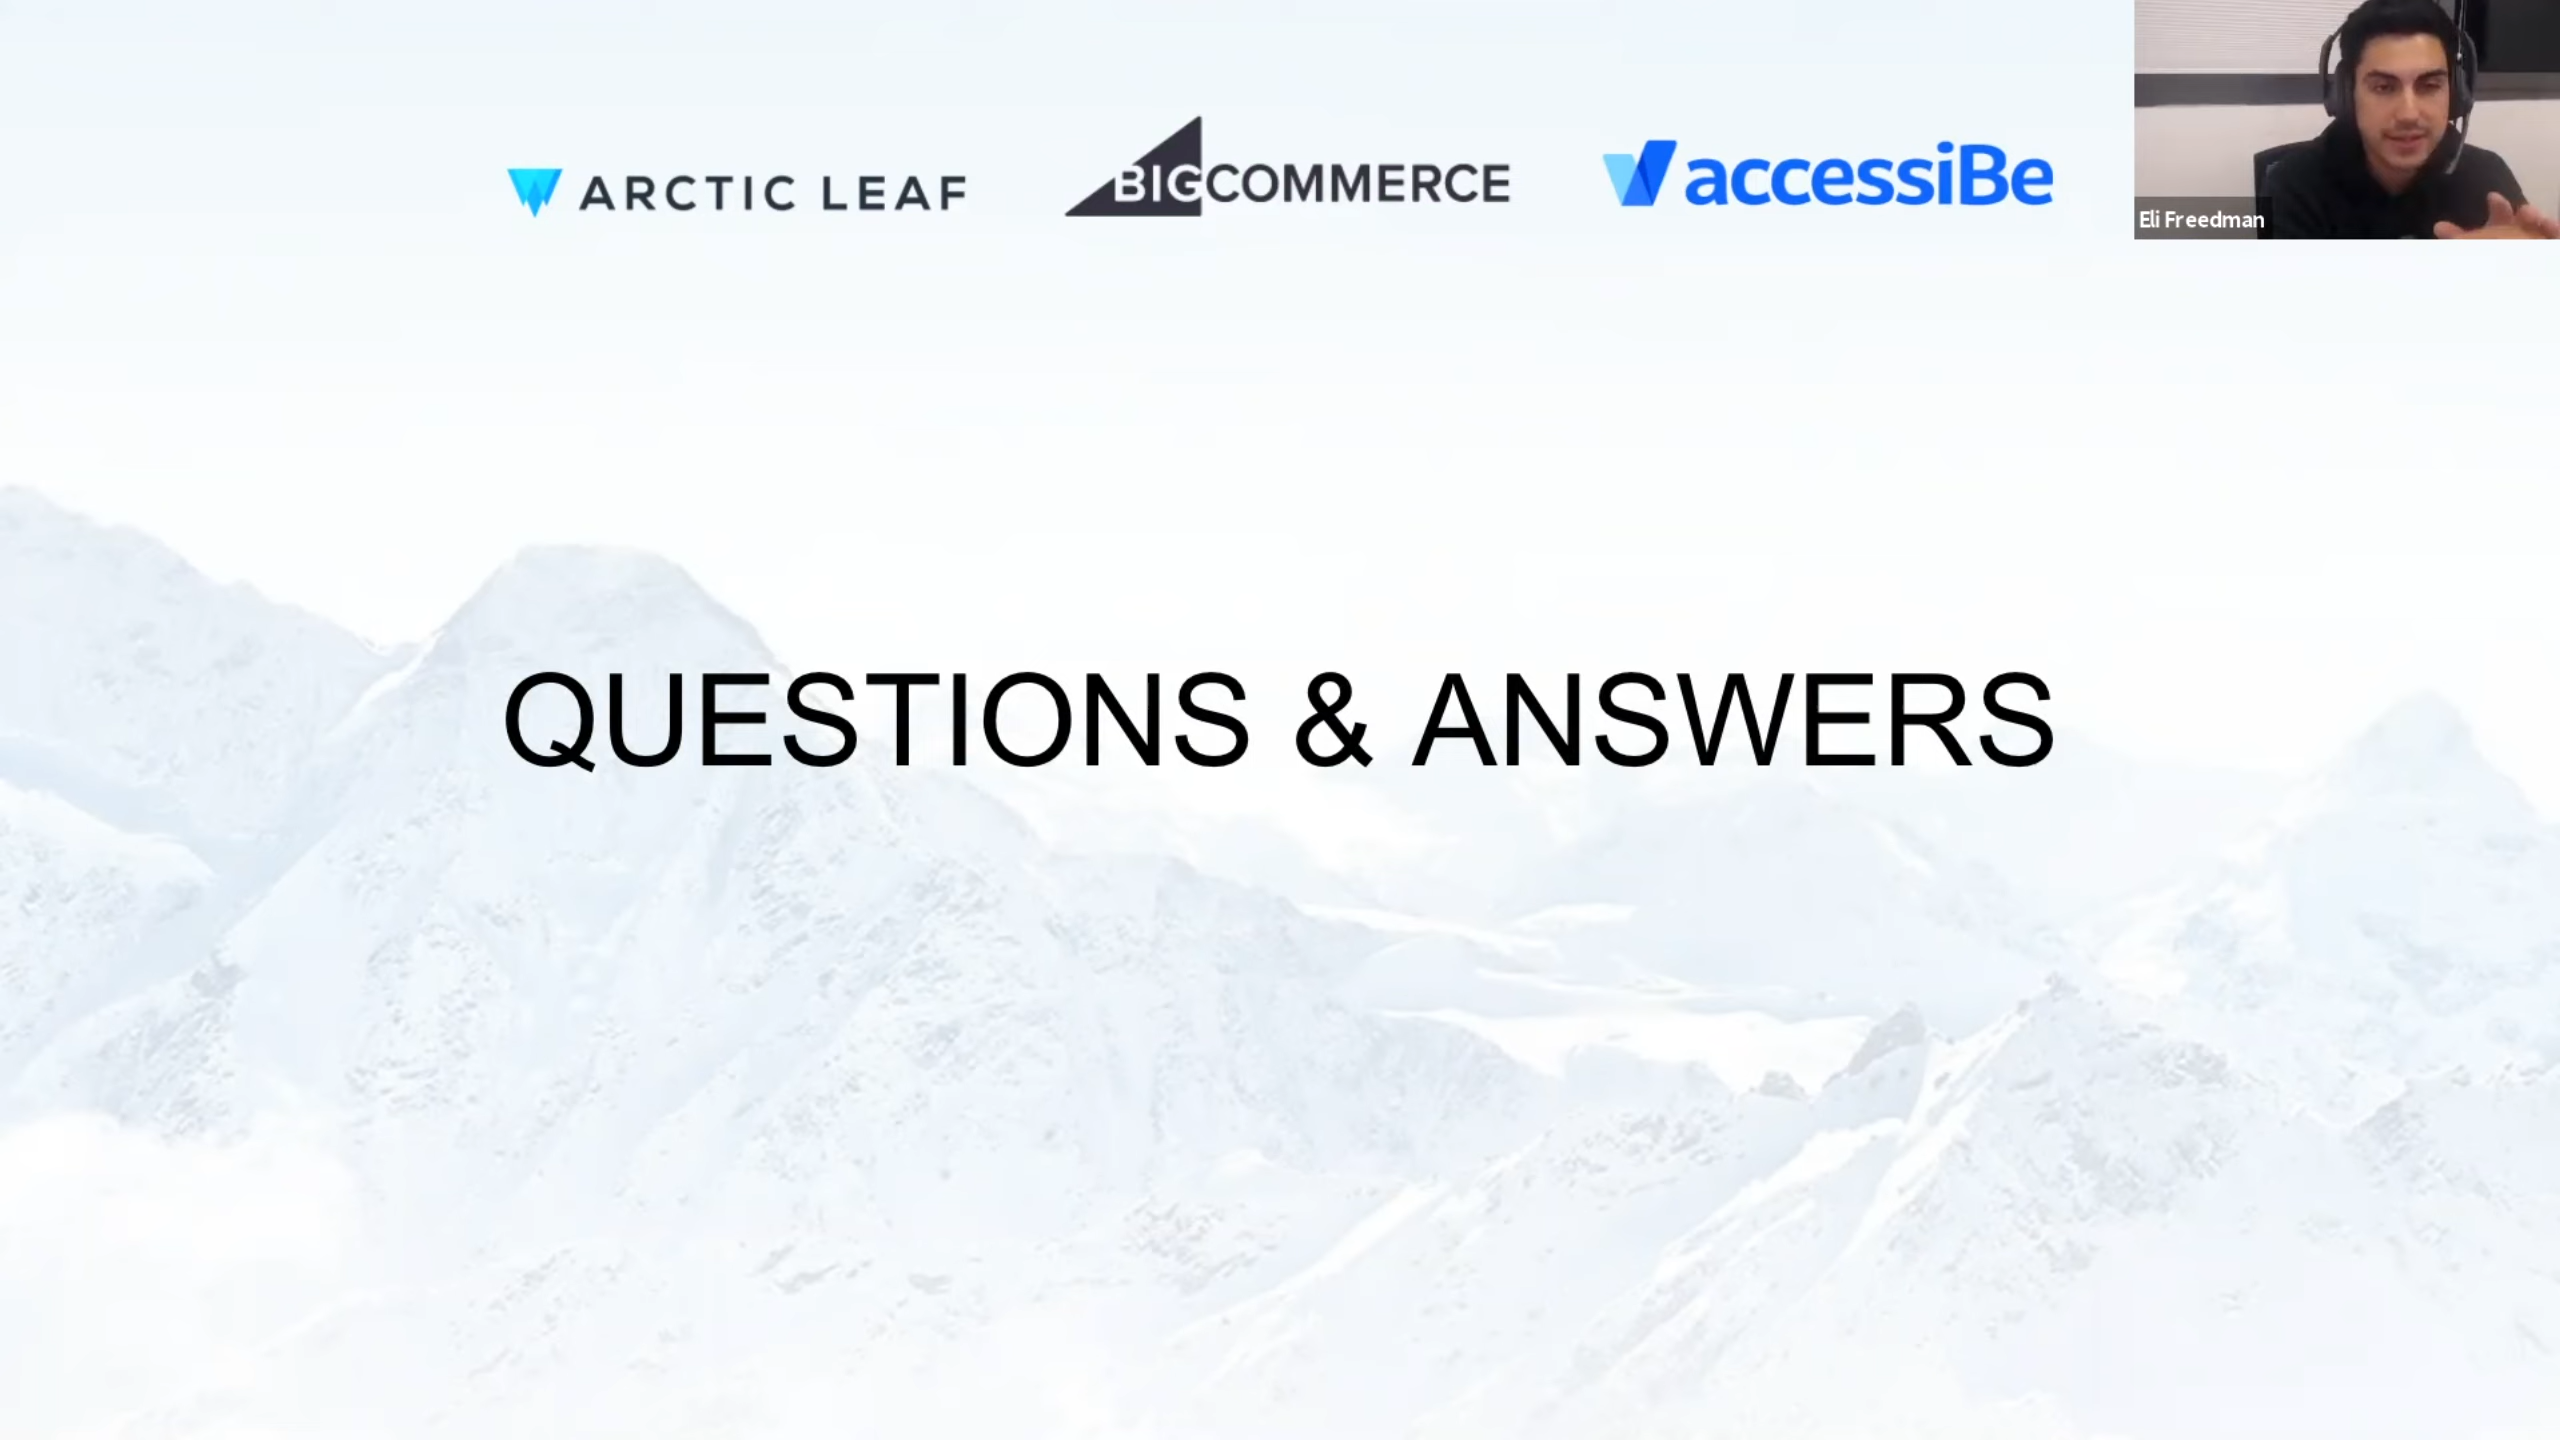 ARCTIC LEAF
BIGCOMMERCE
accessiBe
Eli Freedman
QUESTIONS & ANSWERS